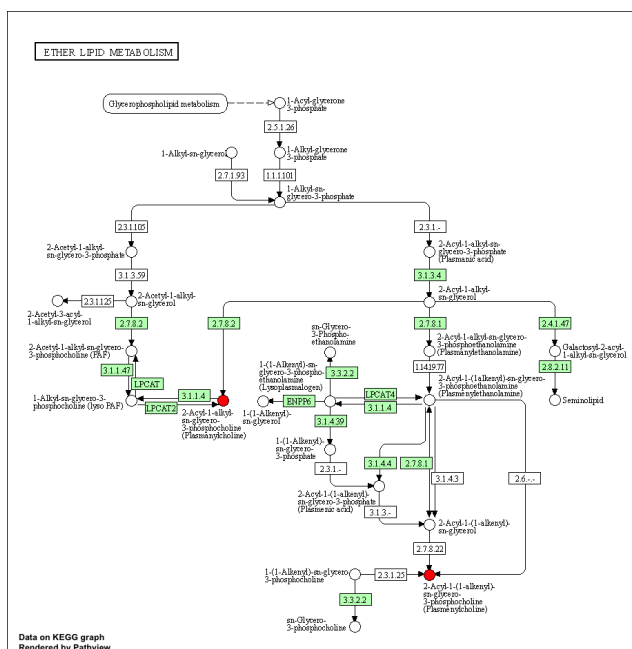 ETHER LIPID METABOLISM
Glycerophospholipid metabolism
1-Acyl-glycerone
3-phosphate
2.5.1.26
1-Alkyl-sn-glycerol
1-Alkyl-glycerone
3-phosphate
2.7.1.93
1.1.1.101
1-Alkyl-sn-
glycero-3-phosphate
2.3.1.105
2.3.1.-
2-Acetyl-1-alkyl-
sn-glycero-3-phosphate
2-Acyl-1-alkyl-sn-
glycero-3-phosphate
(Plasmanic acid)
3.1.3.59
3.1.3.4
2.3.1.125
2-Acetyl-1-alkyl-
sn-glycerol
2-Acyl-1-alkyl-
sn-glycerol
2-Acetyl-3-acyl-
1-alkyl-sn-glycerol
2.7.8.2
2.7.8.2
2.7.8.1
2.4.1.47
sn-Glycero-
3-Phospho-
ethanolamine
2-Acetyl-1-alkyl-sn-glycero-
3-phosphocholine (PAF)
2-Acyl-1-alkyl-sn-glycero-
3-phosphoethanolamine
(Plasmanylethanolamine)
Galactosyl-2-acyl-
1-alkyl-sn-glycerol
3.1.1.47
LPCAT
1-(1-Alkenyl)-
sn-glycero-3-phospho-
ethanolamine
(Lysoplasmalogen)
3.3.2.2
1.14.19.77
2.8.2.11
3.1.1.4
LPCAT2
LPCAT4
3.1.1.4
2-Acyl-1-(1-alkenyl)-sn-glycero-
3-phosphoethanolamine
(Plasmenylethanolamine)
1-Alkyl-sn-glycero-3-
phosphocholine (lyso PAF)
ENPP6
Seminolipid
2-Acyl-1-alkyl-
sn-glycero-
3-phosphocholine
(Plasmanylcholine)
1-(1-Alkenyl)-
sn-glycerol
3.1.4.39
1-(1-Alkenyl)-
sn-glycero-3-
phosphate
2.3.1.-
3.1.4.4
2.7.8.1
3.1.4.3
2.6.-.-
2-Acyl-1-(1-alkenyl)-
sn-glycero-3-phosphate
(Plasmenic acid)
3.1.3.-
2-Acyl-1-(1-alkenyl)-
sn-glycerol
2.7.8.22
1-(1-Alkenyl)-sn-glycero-
3-phosphocholine
2.3.1.25
2-Acyl-1-(1-alkenyl)-
sn-glycero-
3-phosphocholine
(Plasmenylcholine)
3.3.2.2
sn-Glycero-
3-phosphocholine
Data on KEGG graph
Rendered by Pathview